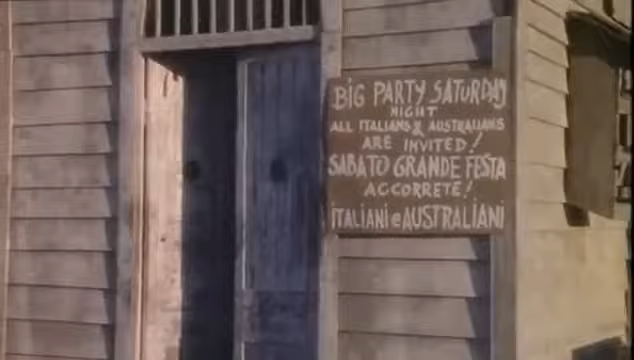 BIG PARTY SATURDAY
NIGHT
ALL ITALIANS & AUSTRALIANS
ARE INVITED!
SABATO GRANDE FESTA
ACCORRETE!
ITALIANI e AUSTRALIANI